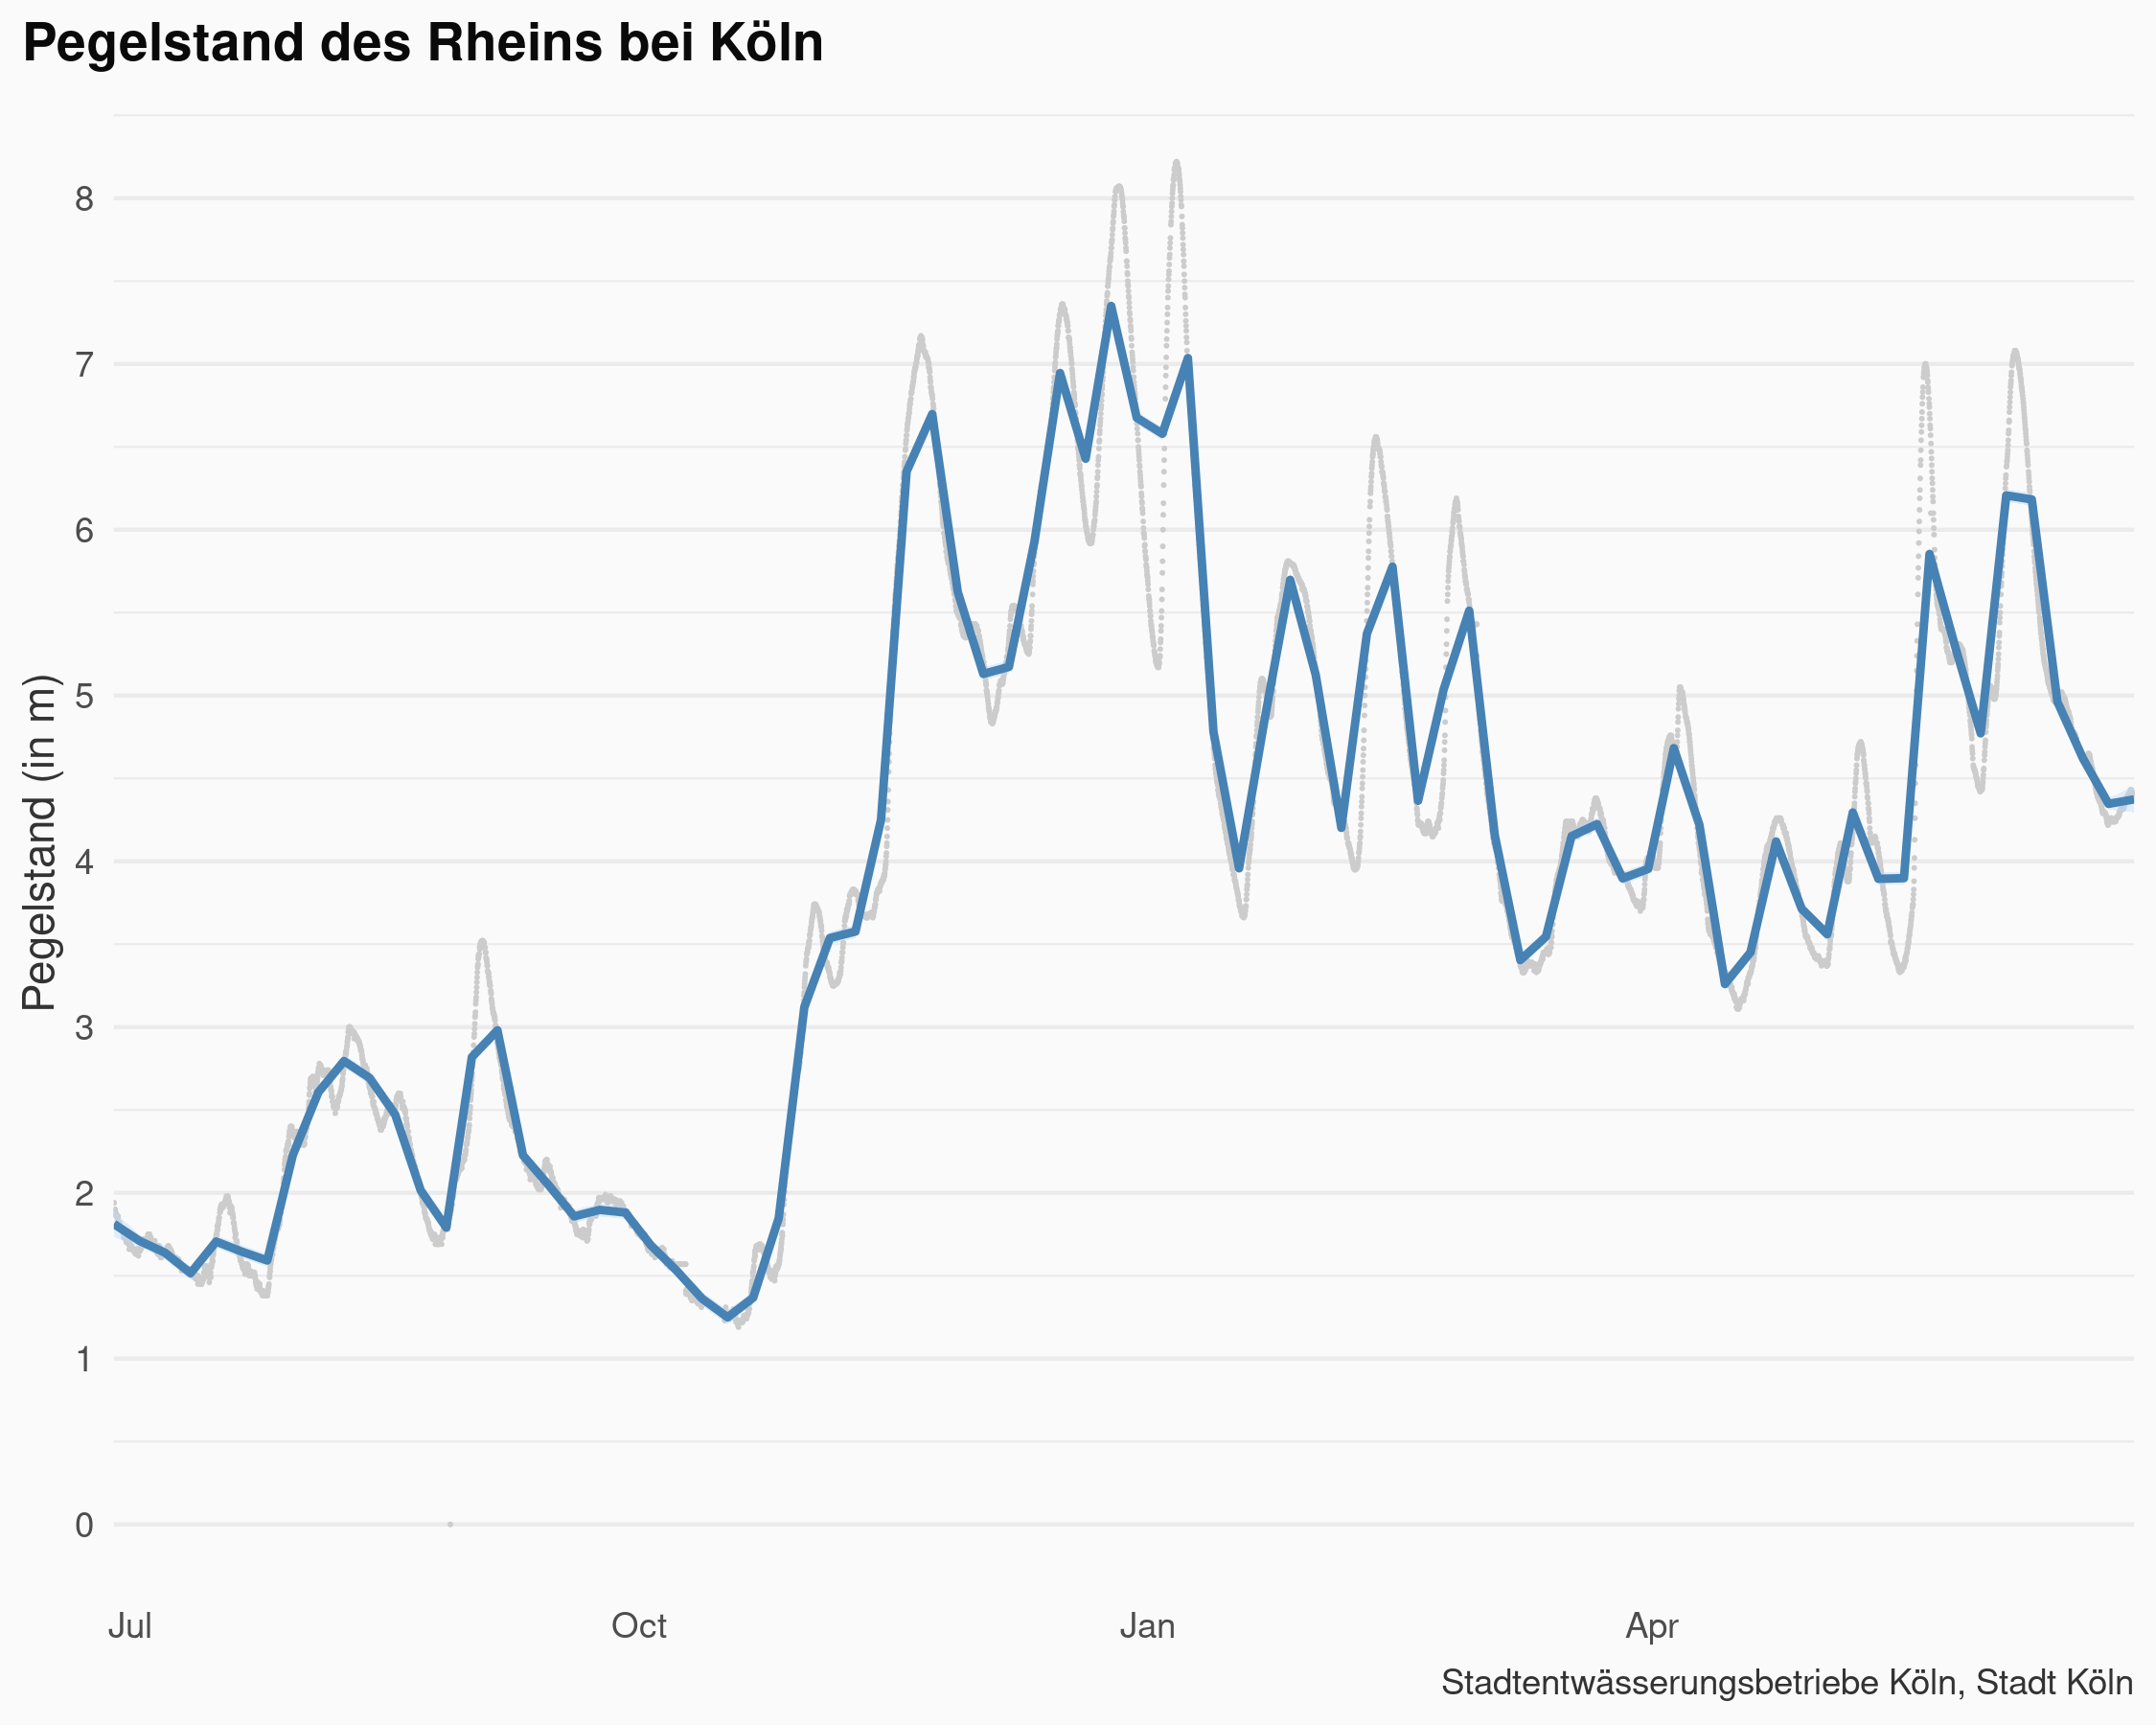 Pegelstand des Rheins bei Köln
Pegelstand (in m)
8
7
6
5
4
3
2
1
0
Jul Oct Jan Apr
Stadtentwässerungsbetriebe Köln, Stadt Köln